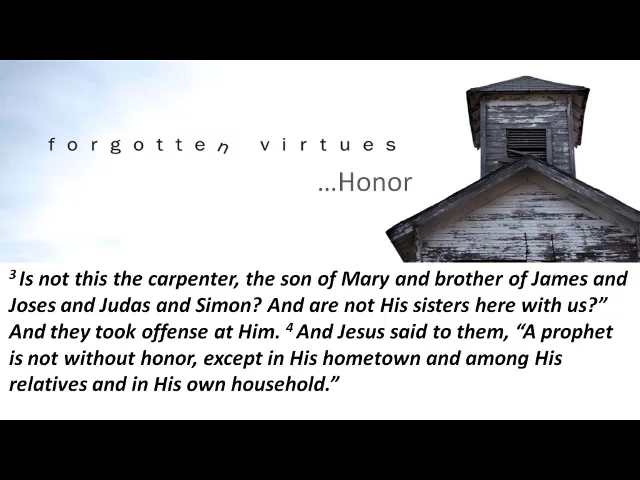 forgotten virtues
...Honor
3 Is not this the carpenter, the son of Mary and brother of James and
Joses and Judas and Simon? And are not His sisters here with us?”
And they took offense at Him. 4 And Jesus said to them, “A prophet
is not without honor, except in His hometown and among His
relatives and in His own household.”